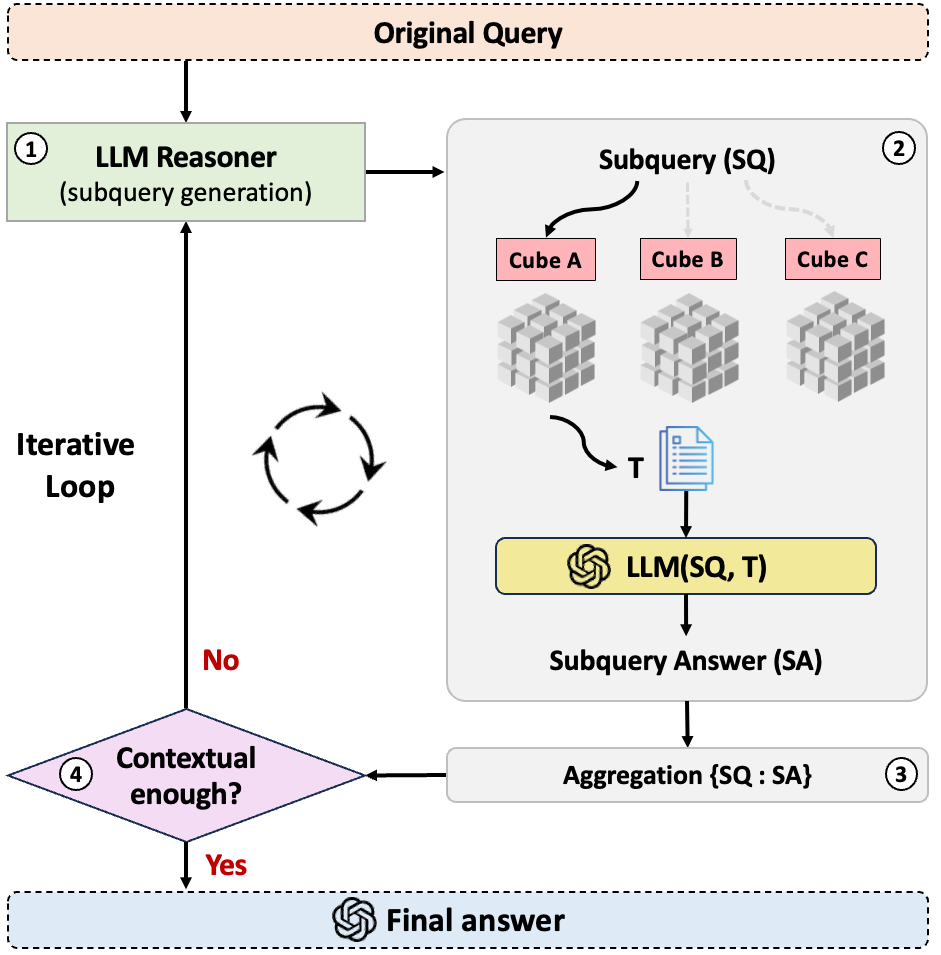 Original Query
1
LLM Reasoner
(subquery generation)
2
Subquery (SQ)
Cube A
Cube B
Cube C
T
LLM(SQ, T)
Subquery Answer (SA)
Iterative
Loop
No
Aggregation {SQ : SA}
3
4
Contextual
enough?
Yes
Final answer